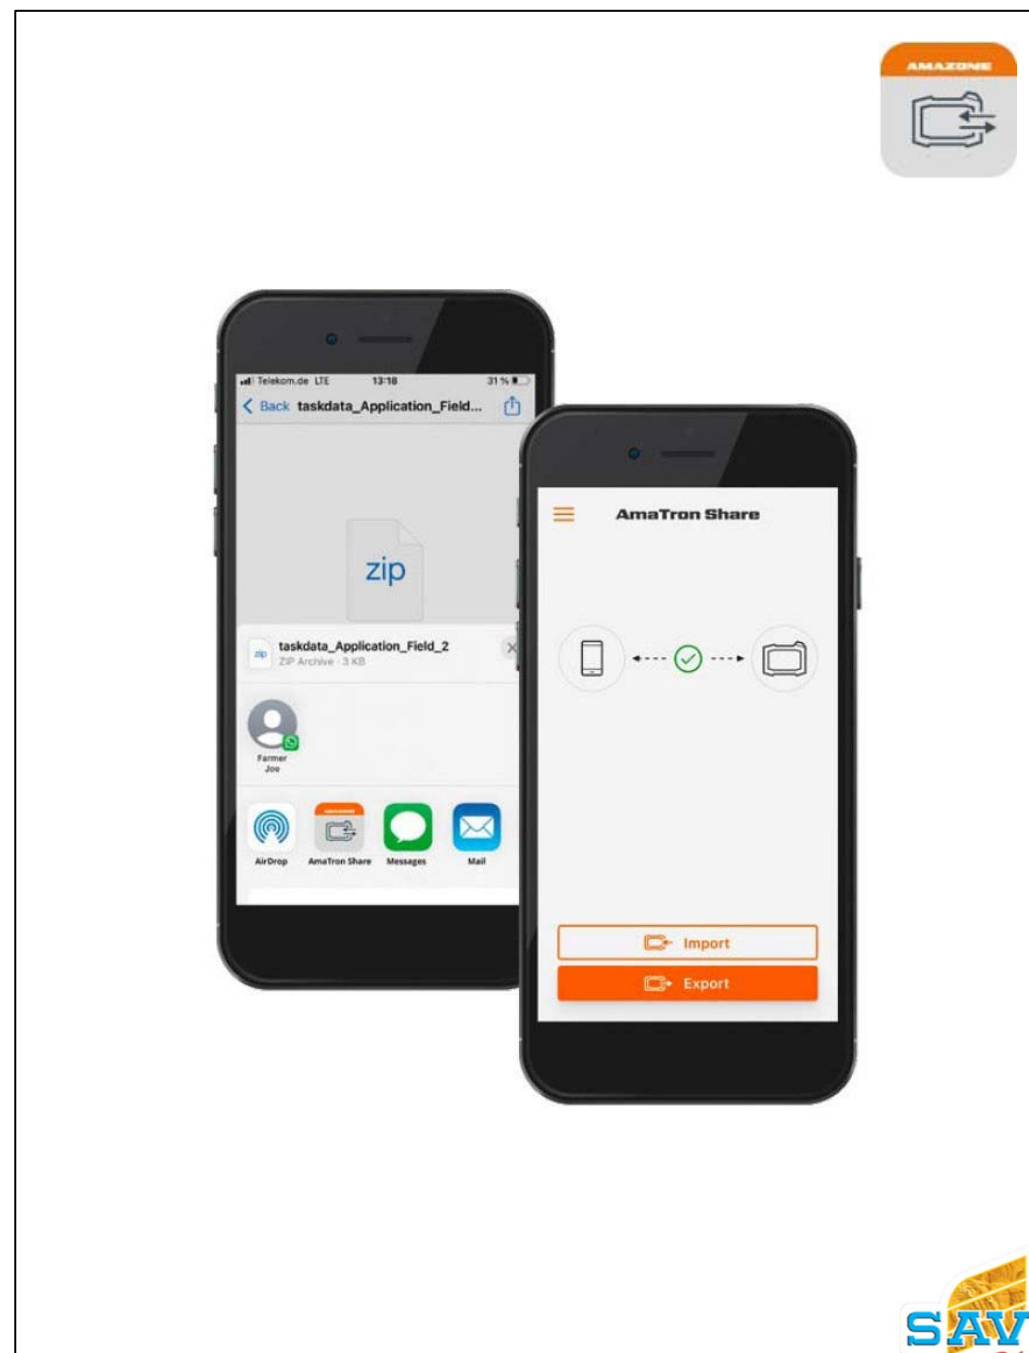 AMAZONE
Telekom.de LTE 13:18 31 %
Back taskdata_Application_Field...
zip
zip taskdata_Application_Field_2
ZIP Archive · 3 KB
Farmer
Joe
AirDrop AmaTron Share Messages Mail
AmaTron Share
Import
Export
SAV